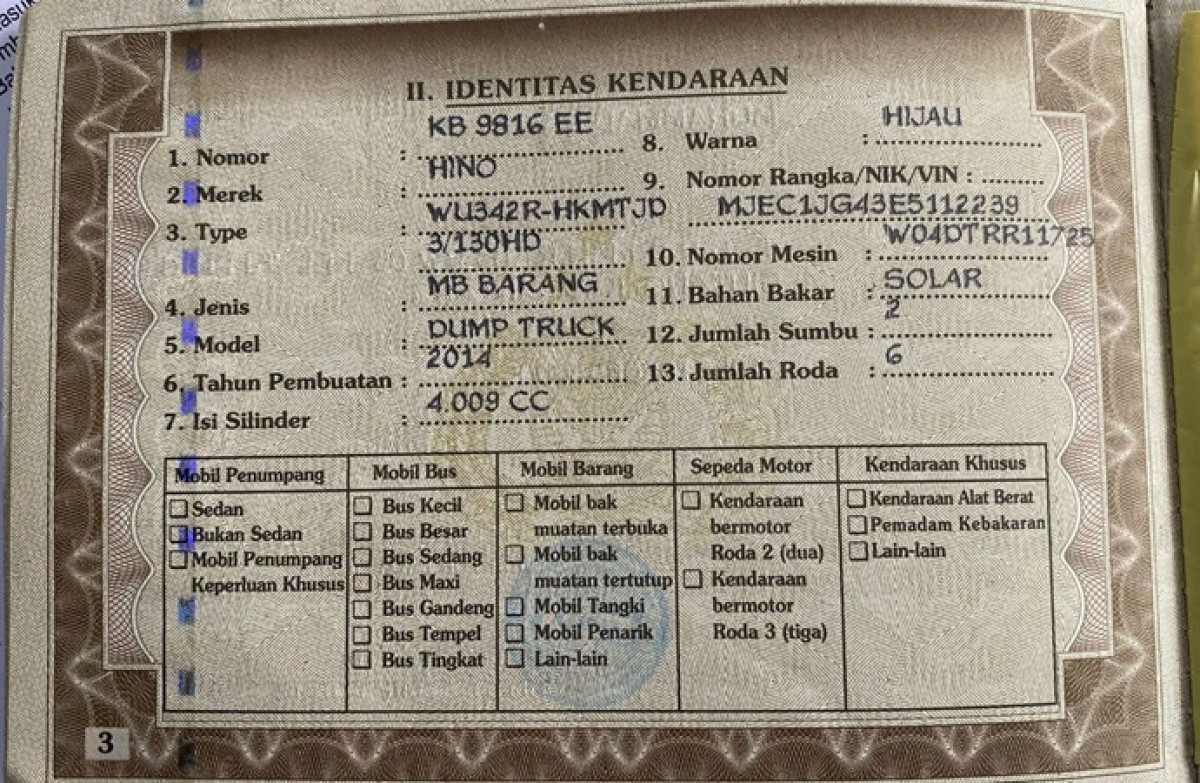 II. IDENTITAS KENDARAAN
1. Nomor : KB 9816 EE
2. Merek : HINO
3. Type : WU342R-HKMTJD
3/130HD
4. Jenis : MB BARANG
5. Model : DUMP TRUCK
6. Tahun Pembuatan : 2014
7. Isi Silinder : 4.009 CC
8. Warna : HIJAU
9. Nomor Rangka/NIK/VIN :
MJEC1JG43E5112239
10. Nomor Mesin : W04DTRR11725
11. Bahan Bakar : SOLAR
12. Jumlah Sumbu : 2
13. Jumlah Roda : 6
Mobil Penumpang
☐ Sedan
☐ Bukan Sedan
☐ Mobil Penumpang
Keperluan Khusus
Mobil Bus
☐ Bus Kecil
☐ Bus Besar
☐ Bus Sedang
☐ Bus Maxi
☐ Bus Gandeng
☐ Bus Tempel
☐ Bus Tingkat
Mobil Barang
☐ Mobil bak
muatan terbuka
☐ Mobil bak
muatan tertutup
☐ Mobil Tangki
☐ Mobil Penarik
☐ Lain-lain
Sepeda Motor
☐ Kendaraan
bermotor
Roda 2 (dua)
☐ Kendaraan
bermotor
Roda 3 (tiga)
Kendaraan Khusus
☐ Kendaraan Alat Berat
☐ Pemadam Kebakaran
☐ Lain-lain
3